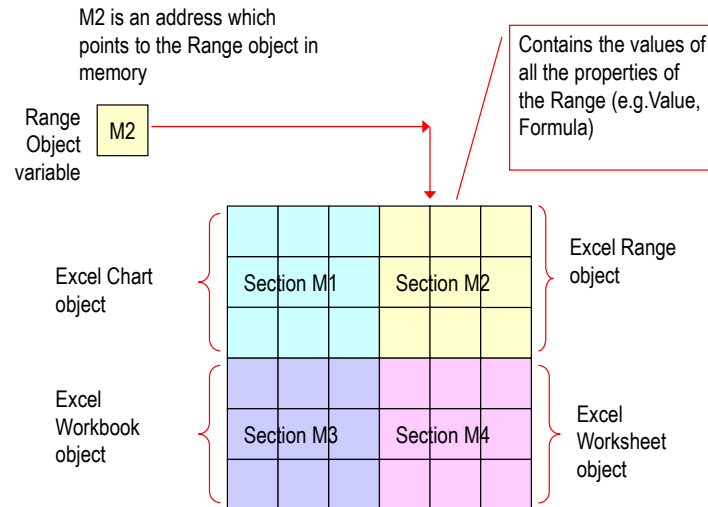 M2 is an address which
points to the Range object in
memory
Contains the values of
all the properties of
the Range (e.g.Value,
Formula)
Range
Object
variable
M2
Excel Chart
object
Section M1
Section M2
Excel Range
object
Excel
Workbook
object
Section M3
Section M4
Excel
Worksheet
object